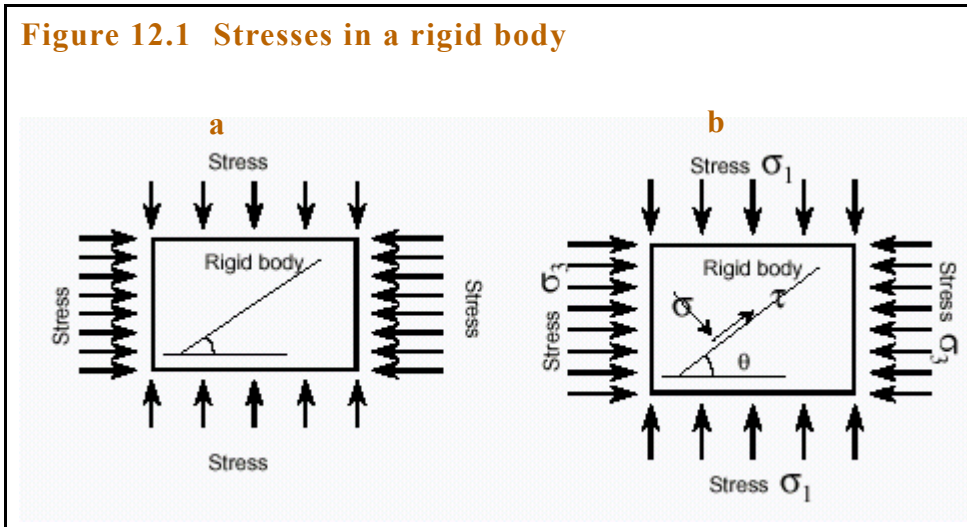 Figure 12.1 Stresses in a rigid body
a
Stress
Rigid body
Stress
Stress
Stress
b
Stress σ1
Rigid body
σ3
Stress
σ
τ
θ
Stress σ3
Stress σ1